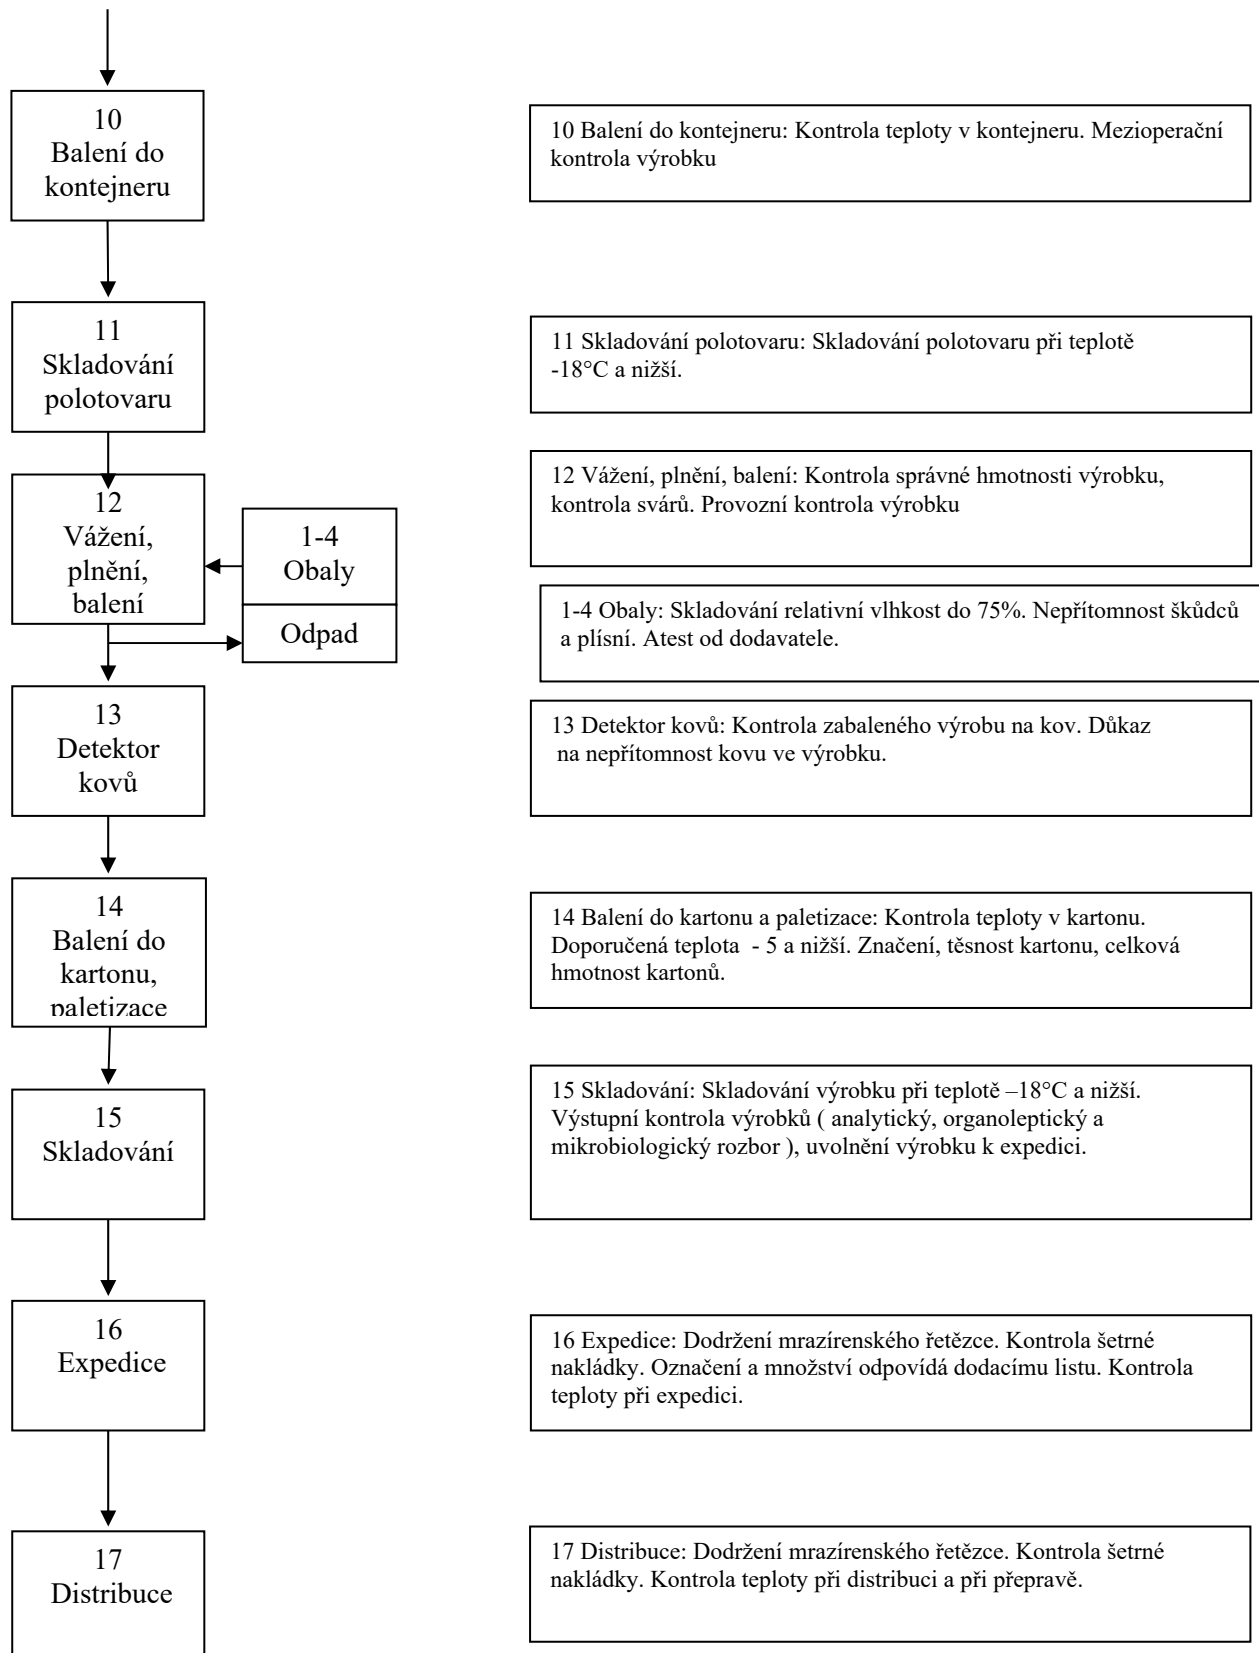 10
Balení do
kontejneru
10 Balení do kontejneru: Kontrola teploty v kontejneru. Mezioperační
kontrola výrobku
11
Skladování
polotovaru
11 Skladování polotovaru: Skladování polotovaru při teplotě
-18°C a nižší.
12
Vážení,
plnění,
balení
1-4
Obaly
Odpad
12 Vážení, plnění, balení: Kontrola správné hmotnosti výrobku,
kontrola svárů. Provozní kontrola výrobku
1-4 Obaly: Skladování relativní vlhkost do 75%. Nepřítomnost škůdců
a plísní. Atest od dodavatele.
13
Detektor
kovů
13 Detektor kovů: Kontrola zabaleného výrobu na kov. Důkaz
na nepřítomnost kovu ve výrobku.
14
Balení do
kartonu,
paletizace
14 Balení do kartonu a paletizace: Kontrola teploty v kartonu.
Doporučená teplota  - 5 a nižší. Značení, těsnost kartonu, celková
hmotnost kartonů.
15
Skladování
15 Skladování: Skladování výrobku při teplotě –18°C a nižší.
Výstupní kontrola výrobků ( analytický, organoleptický a
mikrobiologický rozbor ), uvolnění výrobku k expedici.
16
Expedice
16 Expedice: Dodržení mrazírenského řetězce. Kontrola šetrné
nakládky. Označení a množství odpovídá dodacímu listu. Kontrola
teploty při expedici.
17
Distribuce
17 Distribuce: Dodržení mrazírenského řetězce. Kontrola šetrné
nakládky. Kontrola teploty při distribuci a při přepravě.